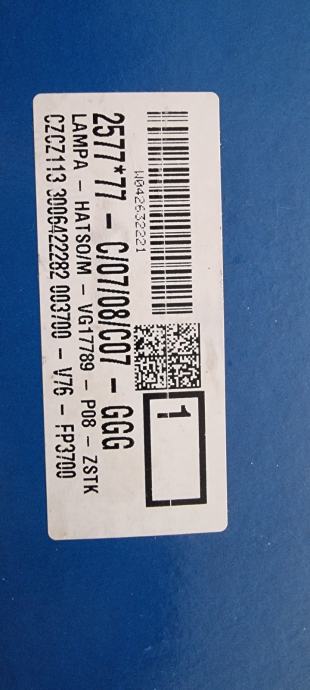 W042632221
1
2577*77 - C/07/08/C07 - GGG
LAMPA - HATSO/M - VG17789 - P08 - ZSTK
CZCZ113 3006422282 003700 - V76 - FP3700